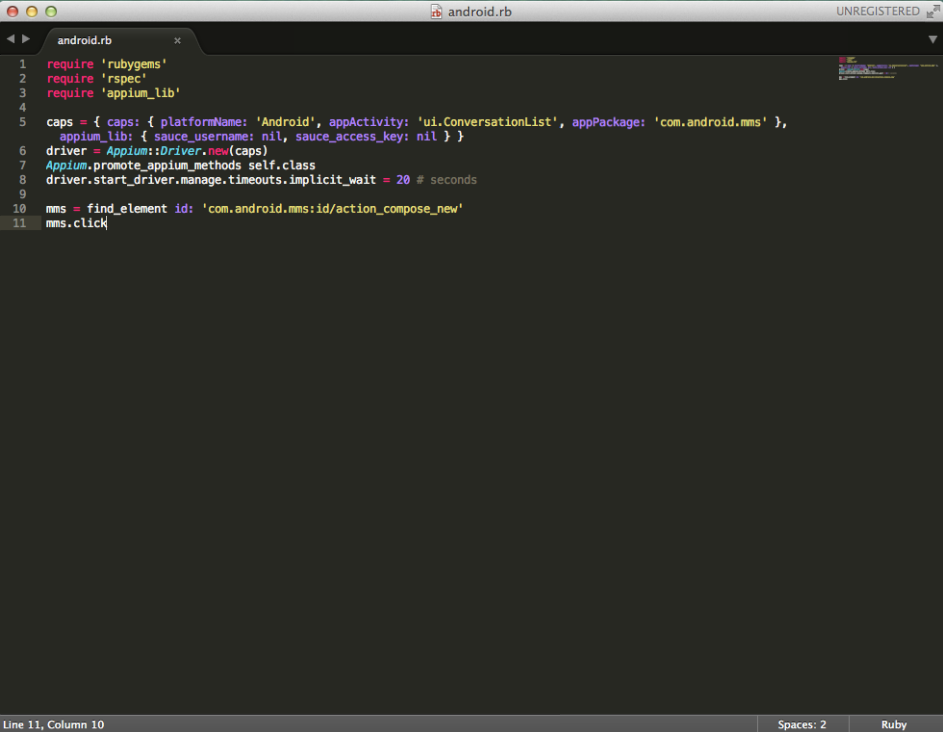 android.rb
UNREGISTERED
android.rb
1 require 'rubygems'
2 require 'rspec'
3 require 'appium_lib'
4
5 caps = { caps: { platformName: 'Android', appActivity: 'ui.ConversationList', appPackage: 'com.android.mms' },
appium_lib: { sauce_username: nil, sauce_access_key: nil } }
6 driver = Appium::Driver.new(caps)
7 Appium.promote_appium_methods self.class
8 driver.start_driver.manage.timeouts.implicit_wait = 20 # seconds
9
10 mms = find_element id: 'com.android.mms:id/action_compose_new'
11 mms.click
Line 11, Column 10
Spaces: 2
Ruby